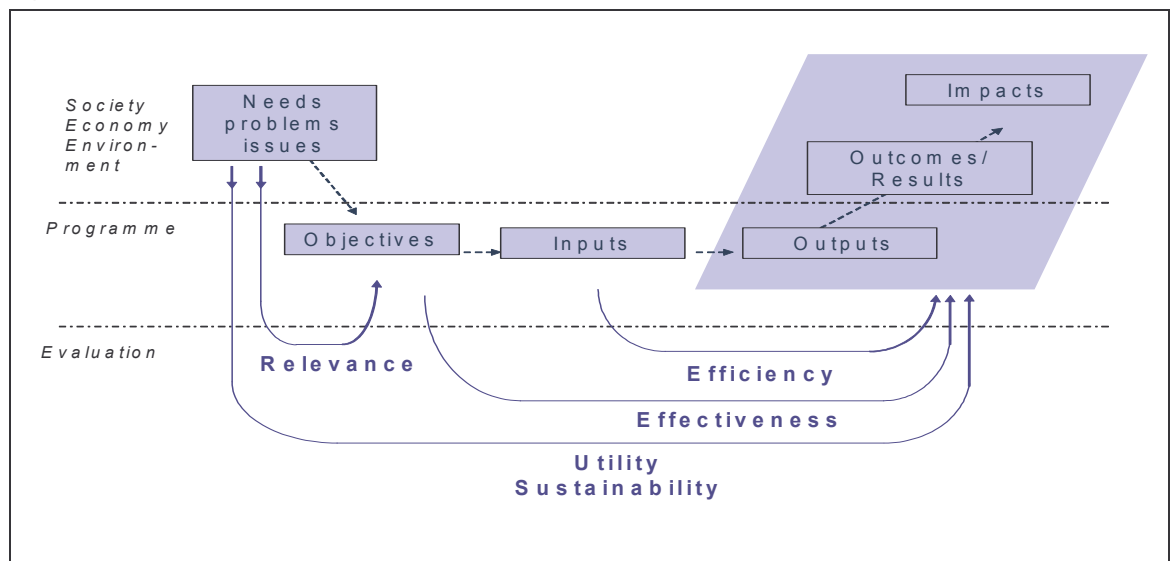 Society
Economy
Environ-
ment
Needs
problems
issues
Impacts
Outcomes/
Results
Programme
Objectives
Inputs
Outputs
Evaluation
Relevance
Efficiency
Effectiveness
Utility
Sustainability